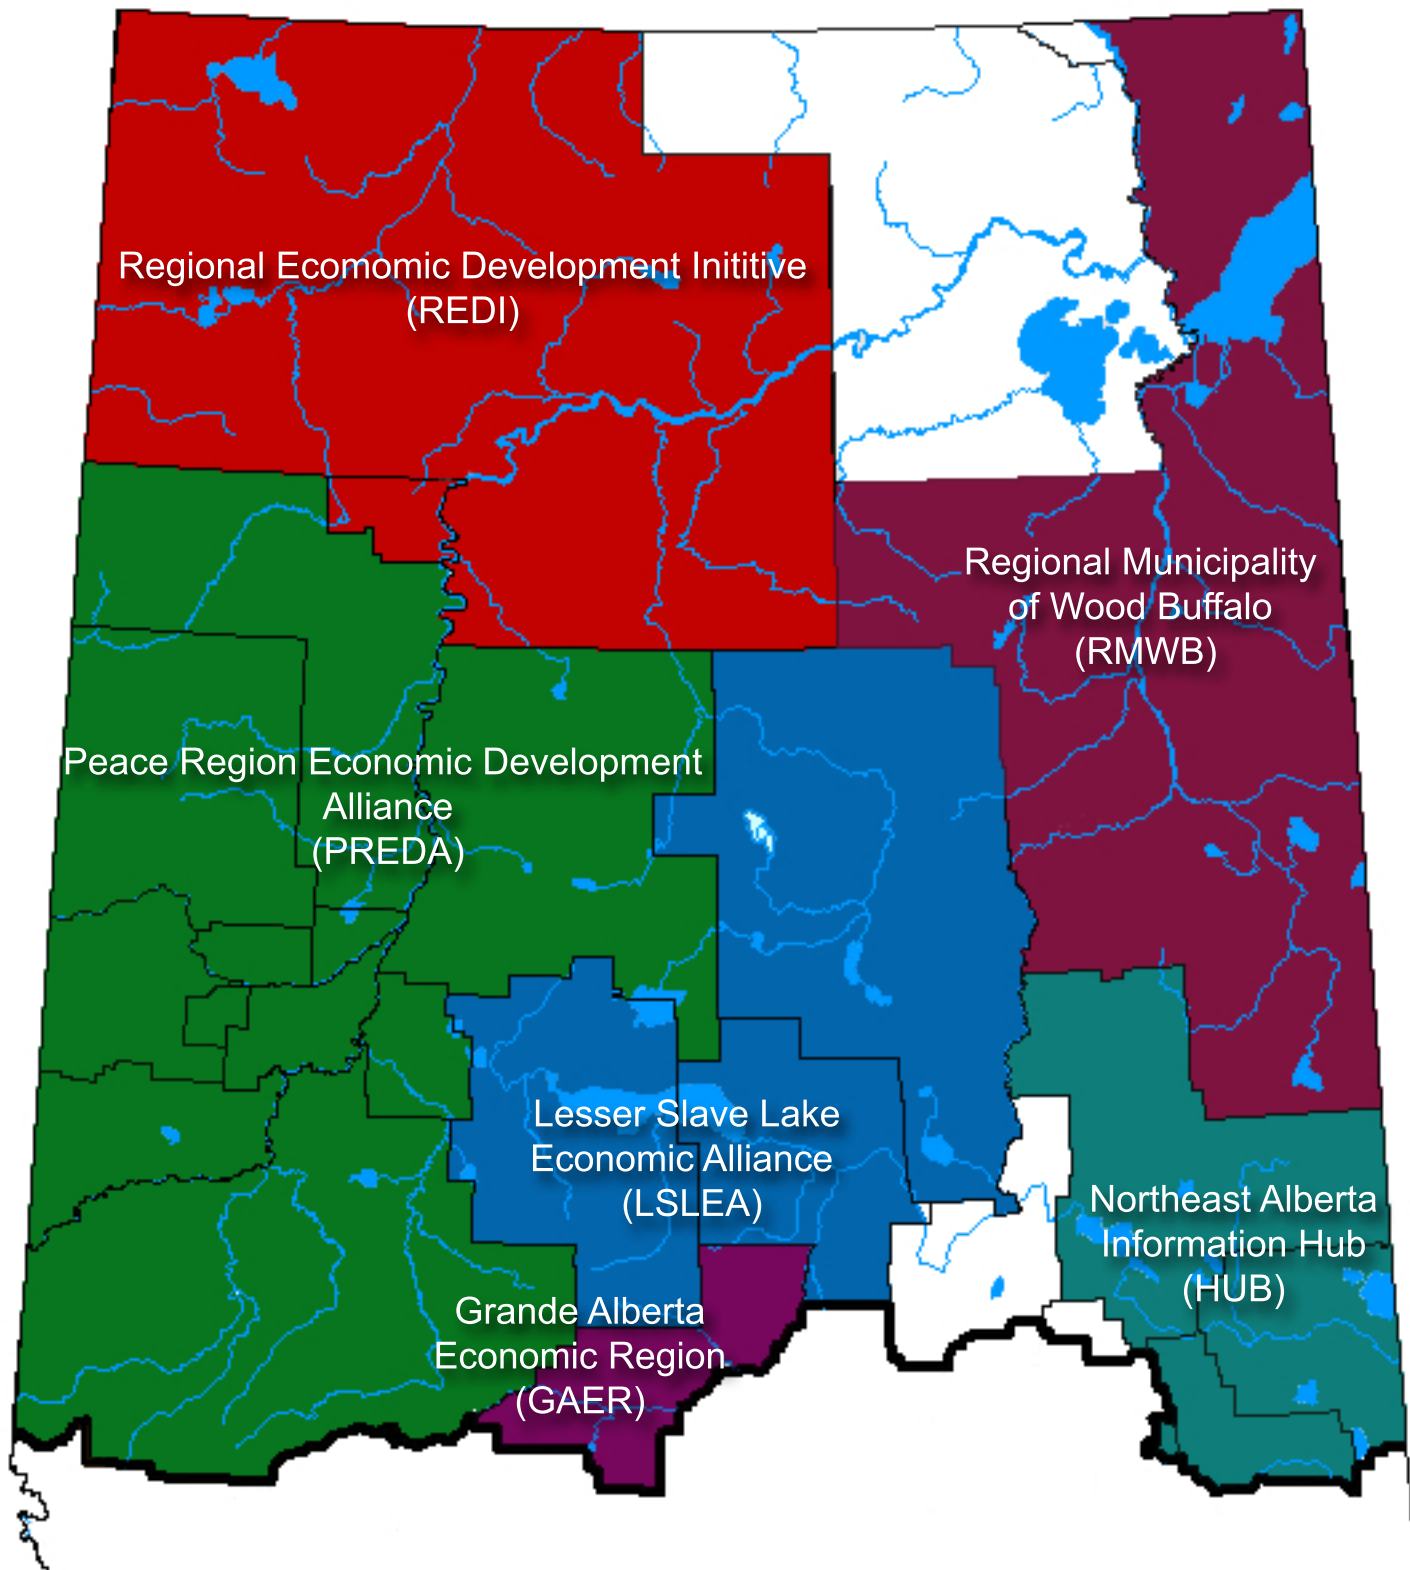 Regional Ecomomic Development Inititive
(REDI)
Regional Municipality
of Wood Buffalo
(RMWB)
Peace Region Economic Development
Alliance
(PREDA)
Lesser Slave Lake
Economic Alliance
(LSLEA)
Northeast Alberta
Information Hub
(HUB)
Grande Alberta
Economic Region
(GAER)